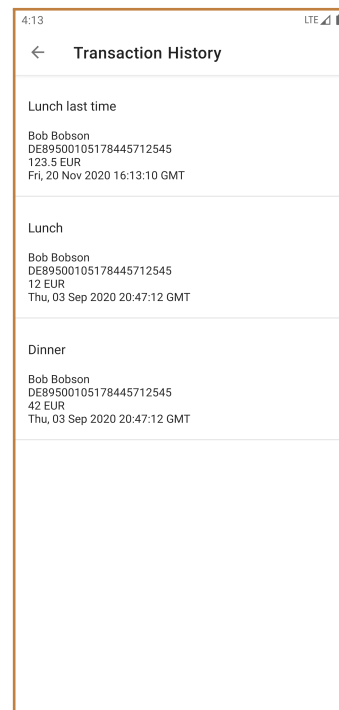 4:13
LTE
Transaction History
Lunch last time
Bob Bobson
DE89500105178445712545
123.5 EUR
Fri, 20 Nov 2020 16:13:10 GMT
Lunch
Bob Bobson
DE89500105178445712545
12 EUR
Thu, 03 Sep 2020 20:47:12 GMT
Dinner
Bob Bobson
DE89500105178445712545
42 EUR
Thu, 03 Sep 2020 20:47:12 GMT